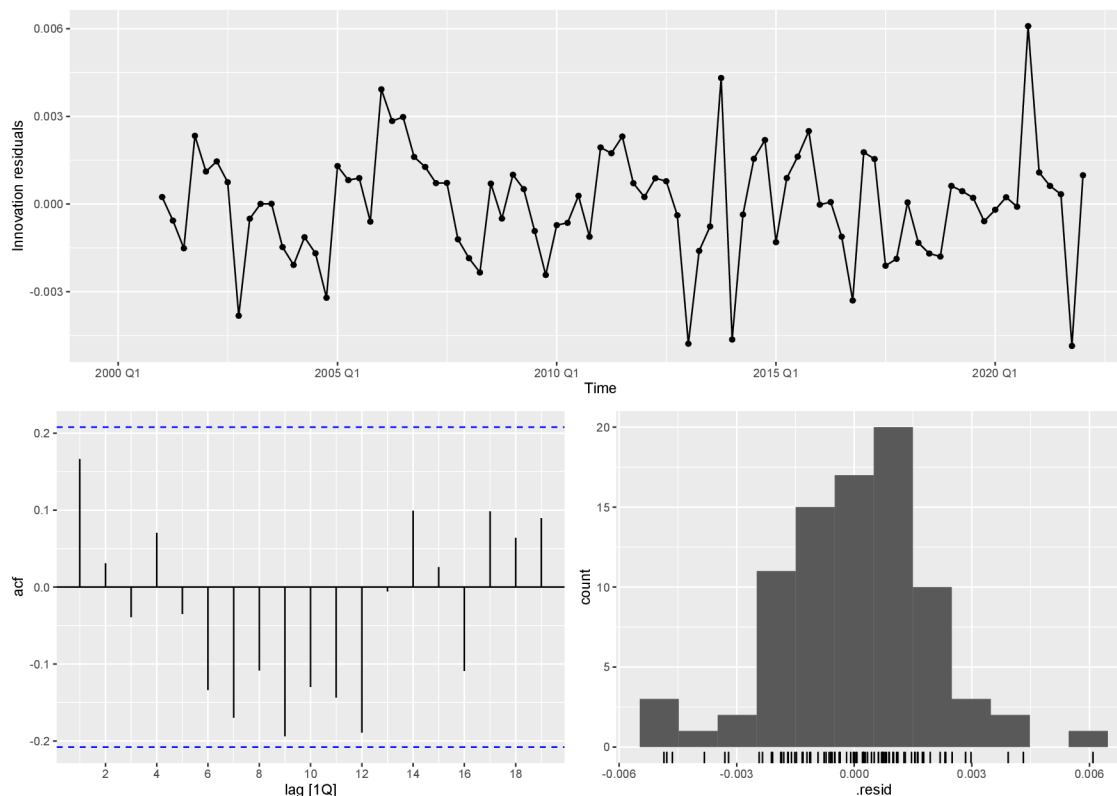 Innovation residuals
0.006
0.003
0.000
-0.003
2000 Q1 2005 Q1 2010 Q1 2015 Q1 2020 Q1
Time
acf
0.2
0.1
0.0
-0.1
-0.2
2 4 6 8 10 12 14 16 18
lag [1Q]
count
20
15
10
5
0
-0.006 -0.003 0.000 0.003 0.006
.resid